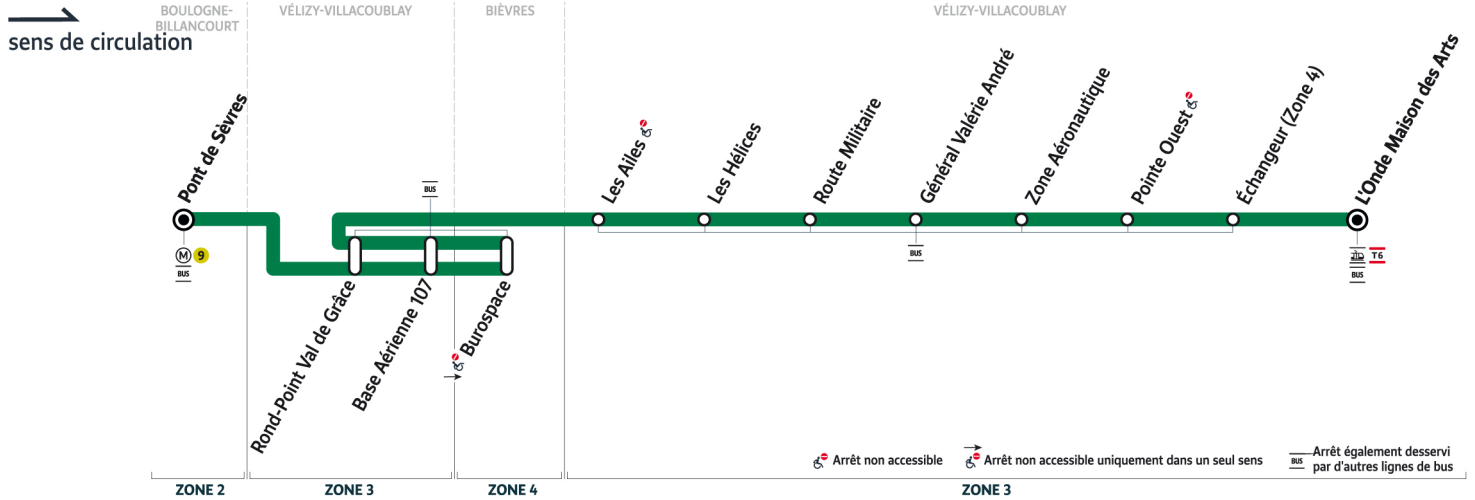 sens de circulation
BOULOGNE-
BILLANCOURT
VÉLIZY-VILLACOUBLAY
BIÈVRES
VÉLIZY-VILLACOUBLAY
Pont de Sèvres
M 9
BUS
Rond-Point Val de Grâce
Base Aérienne 107
BUS
Burospace
Les Ailes
Les Hélices
Route Militaire
Général Valérie André
BUS
Zone Aéronautique
Pointe Ouest
Échangeur (Zone 4)
L'Onde Maison des Arts
T6
BUS
Arrêt non accessible
Arrêt non accessible uniquement dans un seul sens
BUS
Arrêt également desservi
par d'autres lignes de bus
ZONE 2
ZONE 3
ZONE 4
ZONE 3